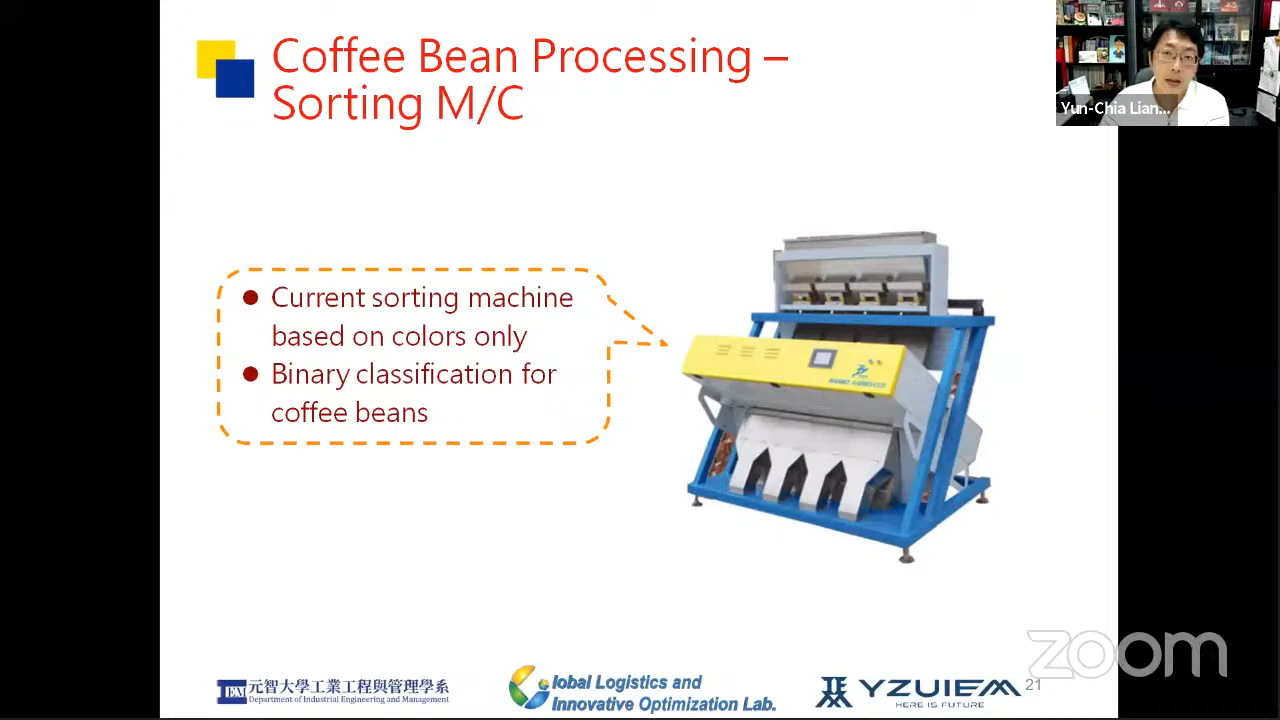 Coffee Bean Processing –
Sorting M/C
Yun-Chia Lian...
● Current sorting machine
based on colors only
● Binary classification for
coffee beans
IEM 元智大學工業工程與管理學系
Department of Industrial Engineering and Management
Global Logistics and
Innovative Optimization Lab.
YZUIEM
HERE IS FUTURE
21
zoom